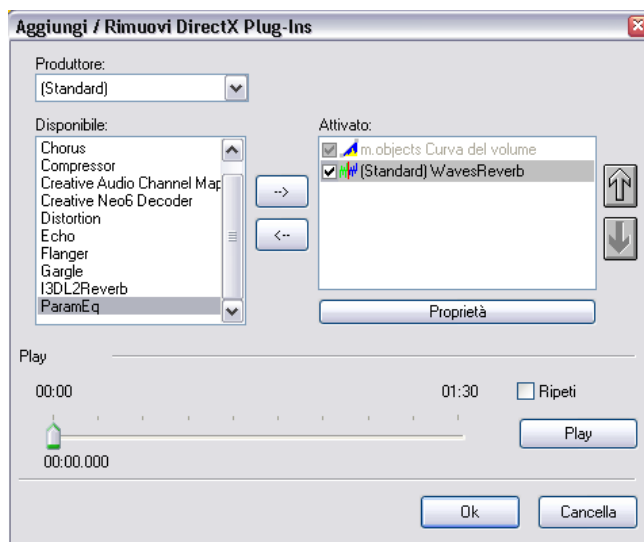 Aggiungi / Rimuovi DirectX Plug-Ins
Produttore:
(Standard)
Disponibile:
Attivato:
Chorus
Compressor
Creative Audio Channel Map
Creative Neo6 Decoder
Distortion
Echo
Flanger
Gargle
I3DL2Reverb
ParamEq
-->
<--
m.objects Curva del volume
(Standard) WavesReverb
Proprietà
Play
00:00
01:30
Ripeti
Play
00:00.000
Ok
Cancella